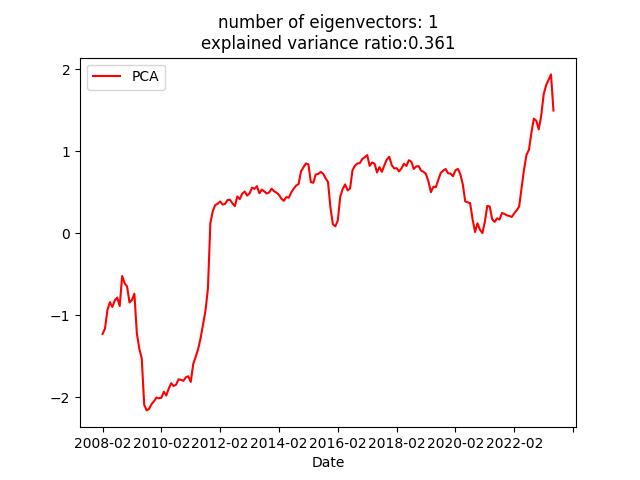 number of eigenvectors: 1
explained variance ratio:0.361
PCA
2
1
0
−1
−2
2008-02 2010-02 2012-02 2014-02 2016-02 2018-02 2020-02 2022-02
Date